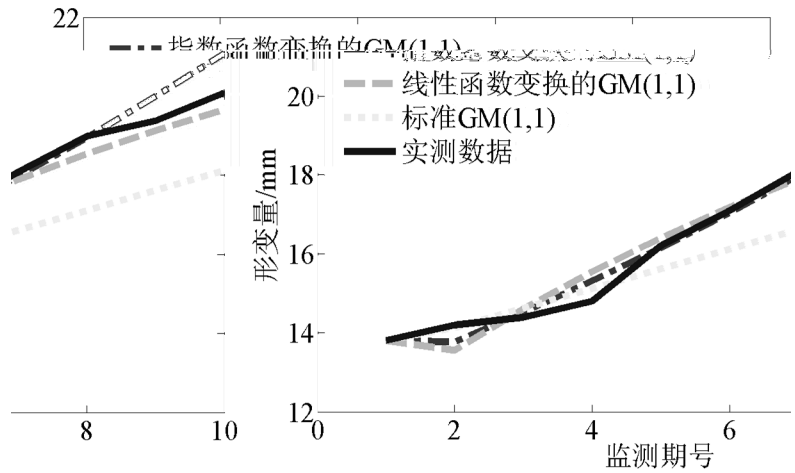 22
指数函数变换的GM(1,1)
线性函数变换的GM(1,1)
标准GM(1,1)
实测数据
20
18
16
14
12
形变量/mm
8 10 0 2 4 6
监测期号